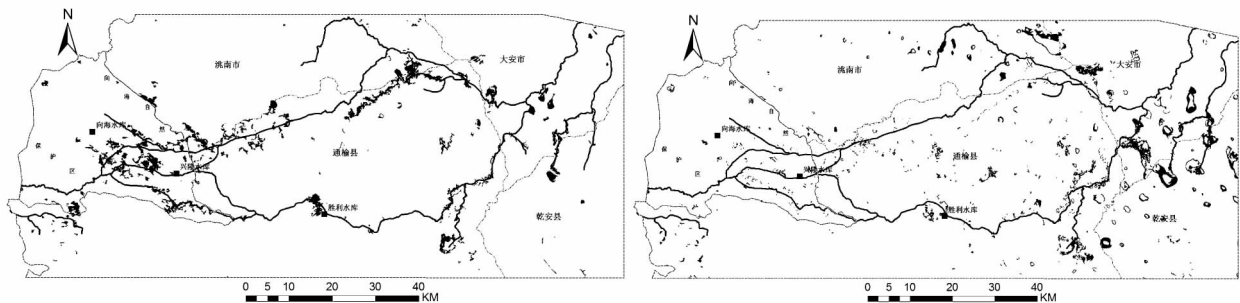 N
洮南市
大安市
向
海
自
然
保
护
区
向海水库
兴隆水库
通榆县
胜利水库
乾安县
0 5 10 20 30 40
KM
N
洮南市
大安市
向
海
自
然
保
护
区
向海水库
兴隆水库
通榆县
胜利水库
乾安县
0 5 10 20 30 40
KM